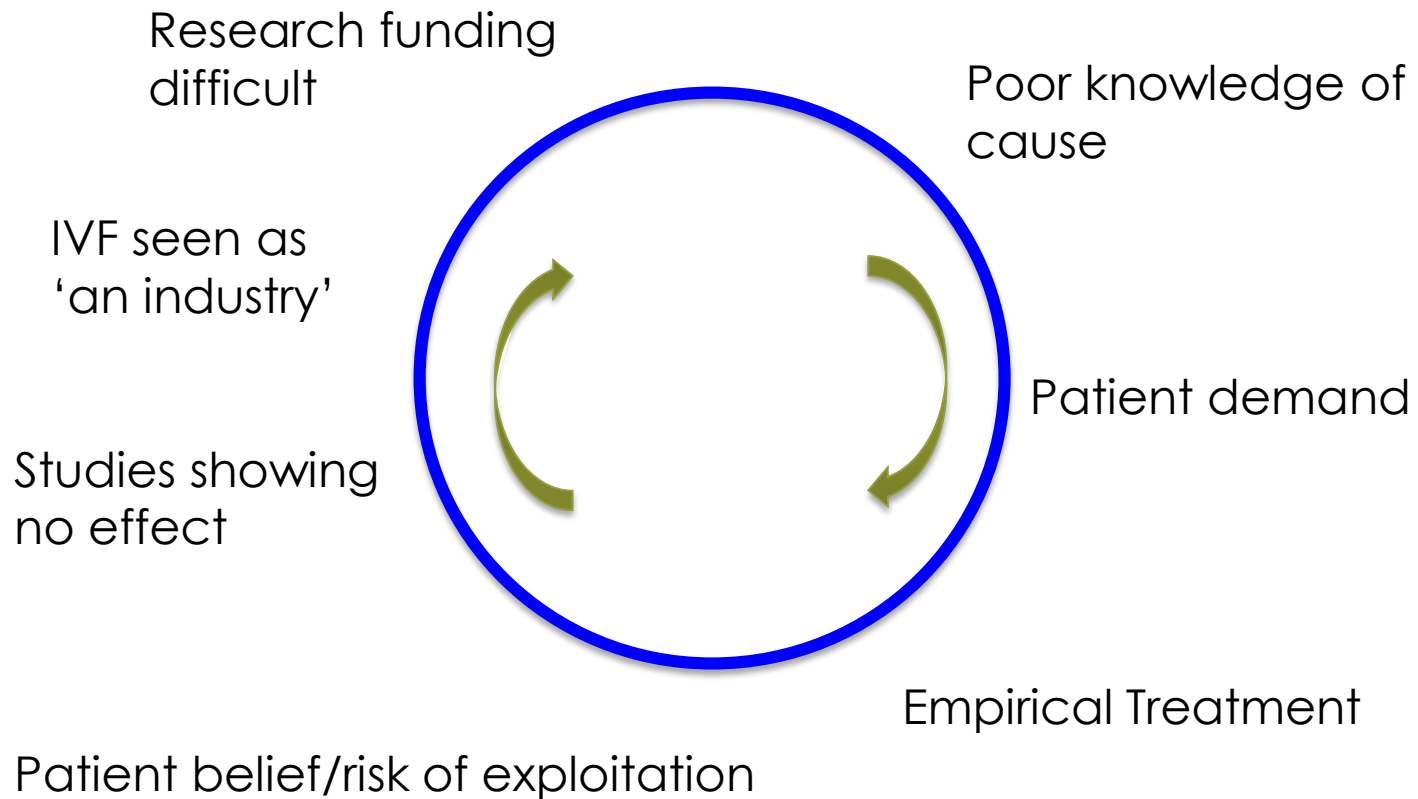 Research funding
difficult
Poor knowledge of
cause
IVF seen as
‘an industry’
Patient demand
Studies showing
no effect
Empirical Treatment
Patient belief/risk of exploitation